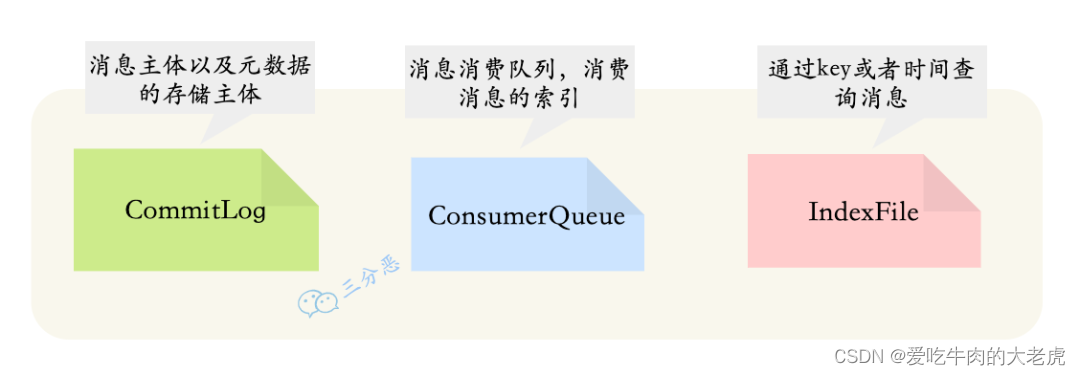 消息主体以及元数据
的存储主体
消息消费队列，消费
消息的索引
通过key或者时间查
询消息
CommitLog
ConsumerQueue
IndexFile
三分恶
CSDN @爱吃牛肉的大老虎